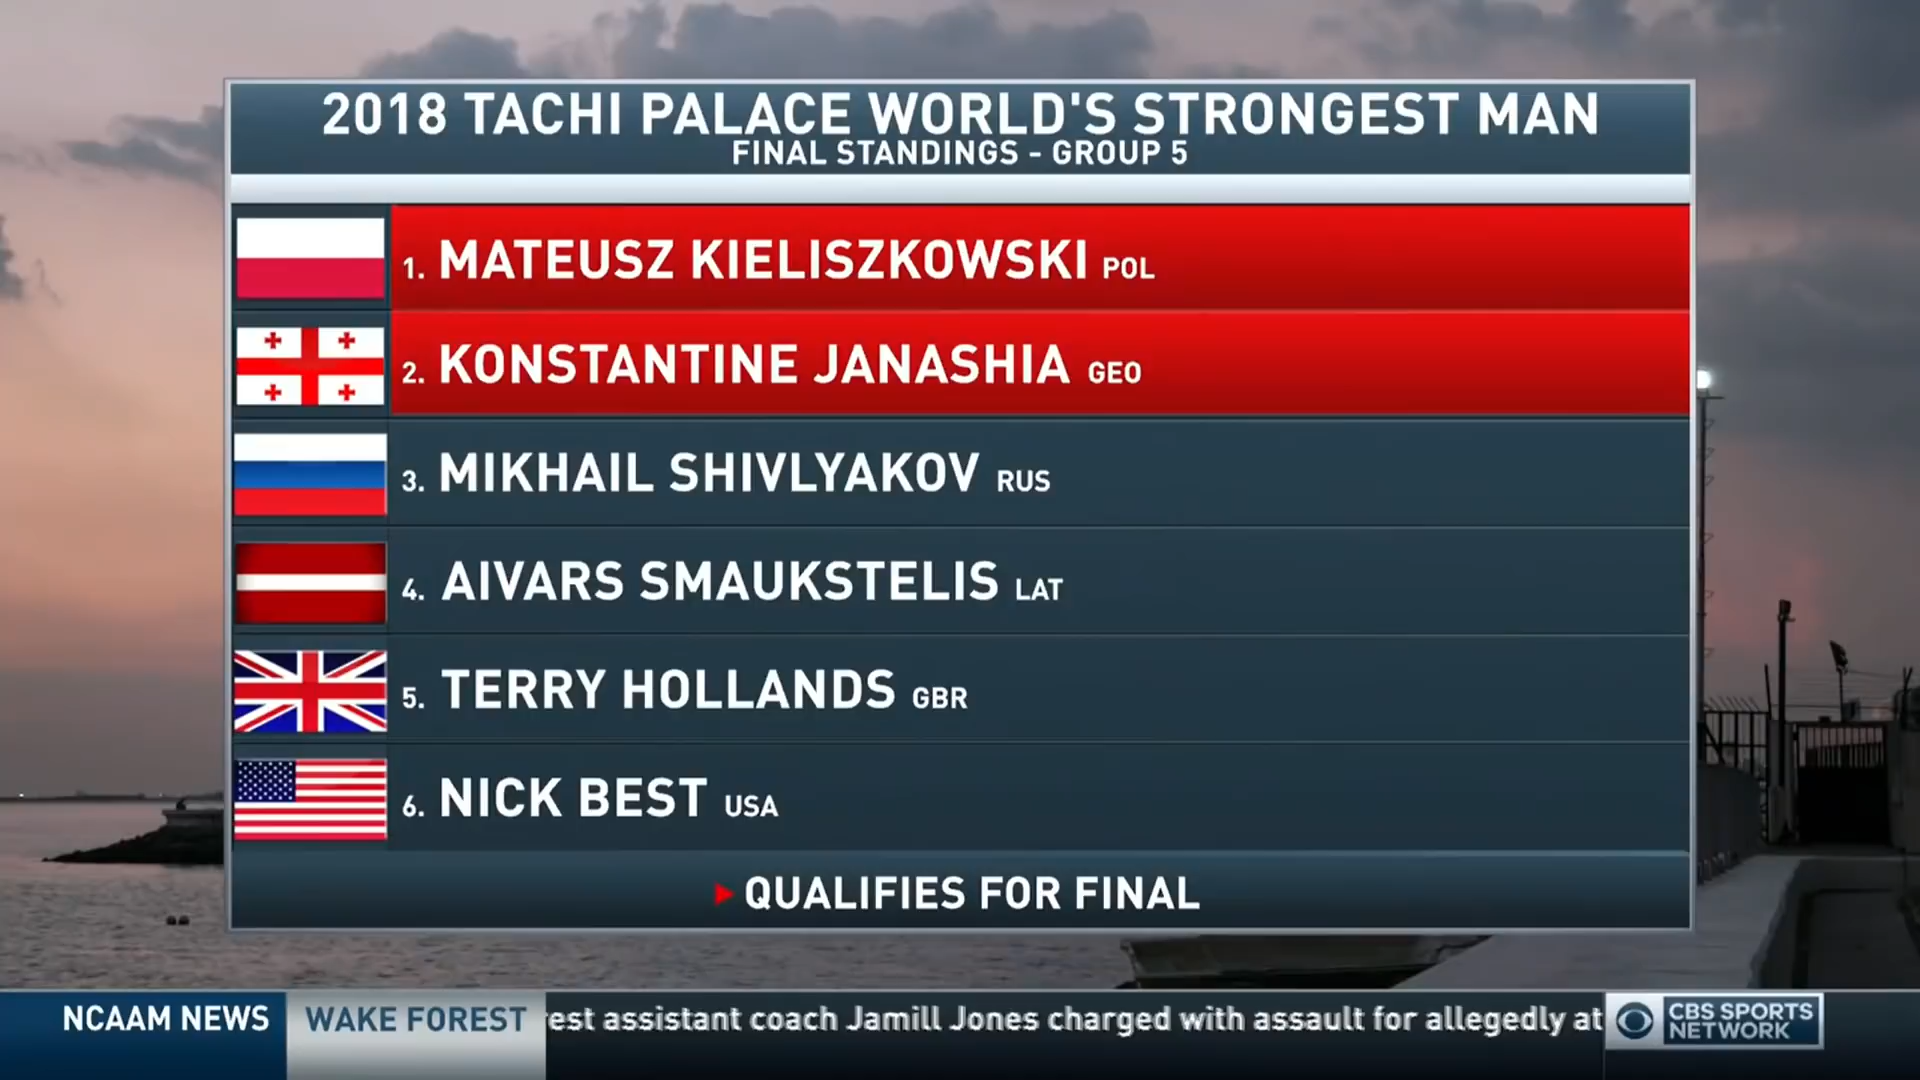 2018 TACHI PALACE WORLD'S STRONGEST MAN
FINAL STANDINGS - GROUP 5
1. MATEUSZ KIELISZKOWSKI POL
2. KONSTANTINE JANASHIA GEO
3. MIKHAIL SHIVLYAKOV RUS
4. AIVARS SMAUKSTELIS LAT
5. TERRY HOLLANDS GBR
6. NICK BEST USA
QUALIFIES FOR FINAL
NCAAM NEWS WAKE FOREST est assistant coach Jamill Jones charged with assault for allegedly at
CBS SPORTS
NETWORK